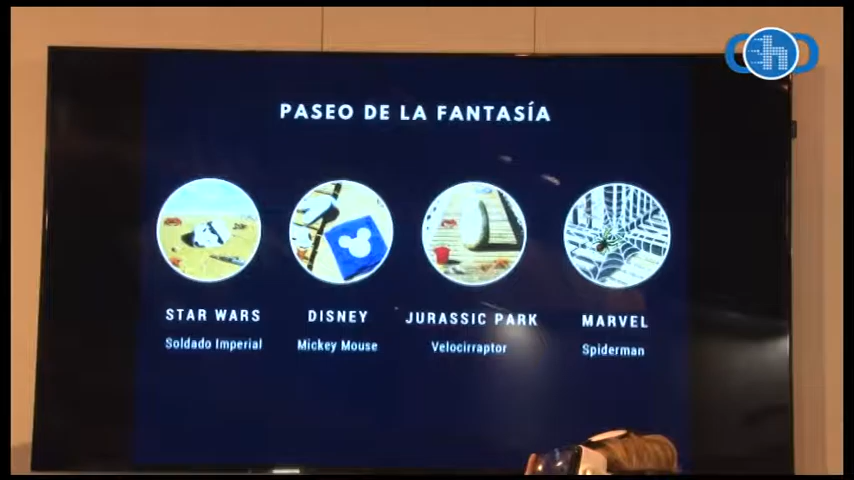 PASEO DE LA FANTASÍA
STAR WARS
Soldado Imperial
DISNEY
Mickey Mouse
JURASSIC PARK
Velocirraptor
MARVEL
Spiderman